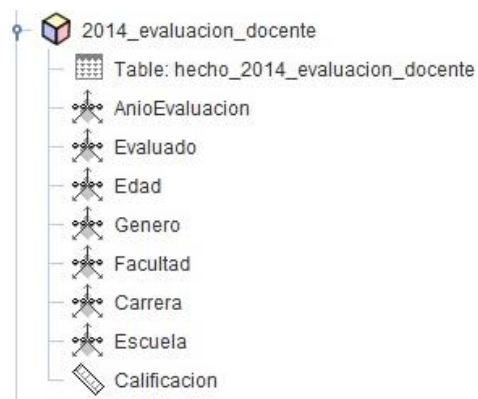 2014_evaluacion_docente
Table: hecho_2014_evaluacion_docente
AnioEvaluacion
Evaluado
Edad
Genero
Facultad
Carrera
Escuela
Calificacion